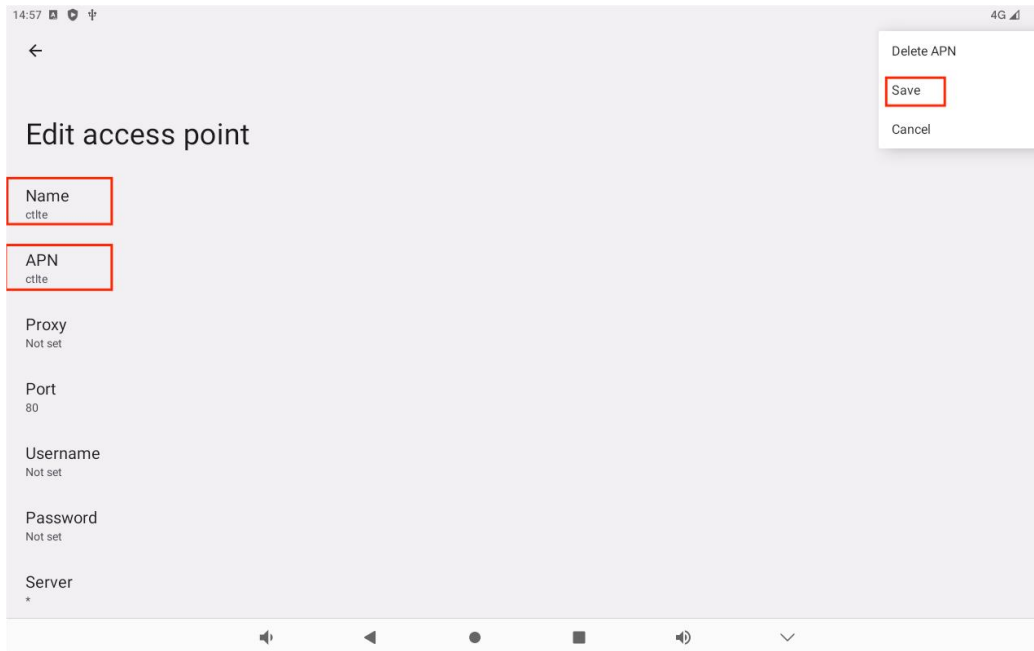 14:57
4G
Delete APN
Save
Cancel
Edit access point
Name
ctlte
APN
ctlte
Proxy
Not set
Port
80
Username
Not set
Password
Not set
Server
*